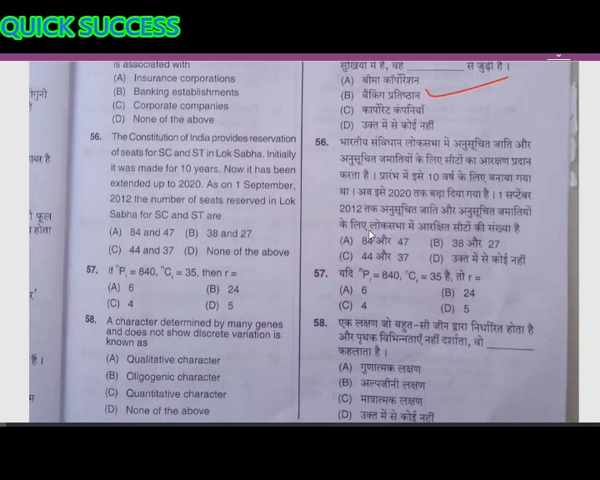 QUICK SUCCESS
is associated with
(A) Insurance corporations
(B) Banking establishments
(C) Corporate companies
(D) None of the above
56. The Constitution of India provides reservation
of seats for SC and ST in Lok Sabha. Initially
it was made for 10 years. Now it has been
extended up to 2020. As on 1 September,
2012 the number of seats reserved in Lok
Sabha for SC and ST are
(A) 84 and 47 (B) 38 and 27
(C) 44 and 37 (D) None of the above
57. If ⁿPᵣ = 840, ⁿCᵣ = 35, then r =
(A) 6 (B) 24
(C) 4 (D) 5
58. A character determined by many genes
and does not show discrete variation is
known as
(A) Qualitative character
(B) Oligogenic character
(C) Quantitative character
(D) None of the above
सुर्खियों में है, वह ________ से जुड़ी है ।
(A) बीमा कॉर्पोरेशन
(B) बैंकिंग प्रतिष्ठान
(C) कार्पोरेट कंपनियाँ
(D) उक्त में से कोई नहीं
56. भारतीय संविधान लोकसभा में अनुसूचित जाति और
अनुसूचित जमातियों के लिए सीटों का आरक्षण प्रदान
करता है । प्रारंभ में इसे 10 वर्ष के लिए बनाया गया
था । अब इसे 2020 तक बढ़ा दिया गया है । 1 सप्टेंबर
2012 तक अनुसूचित जाति और अनुसूचित जमातियों
के लिए लोकसभा में आरक्षित सीटों की संख्या है
(A) 84 और 47 (B) 38 और 27
(C) 44 और 37 (D) उक्त में से कोई नहीं
57. यदि ⁿPᵣ = 840, ⁿCᵣ = 35 है, तो r =
(A) 6 (B) 24
(C) 4 (D) 5
58. एक लक्षण जो बहुत-सी जीन द्वारा निर्धारित होता है
और पृथक विभिन्नताएँ नहीं दर्शाता, वो ________
कहलाता है ।
(A) गुणात्मक लक्षण
(B) अल्पजीनी लक्षण
(C) मात्रात्मक लक्षण
(D) उक्त में से कोई नहीं